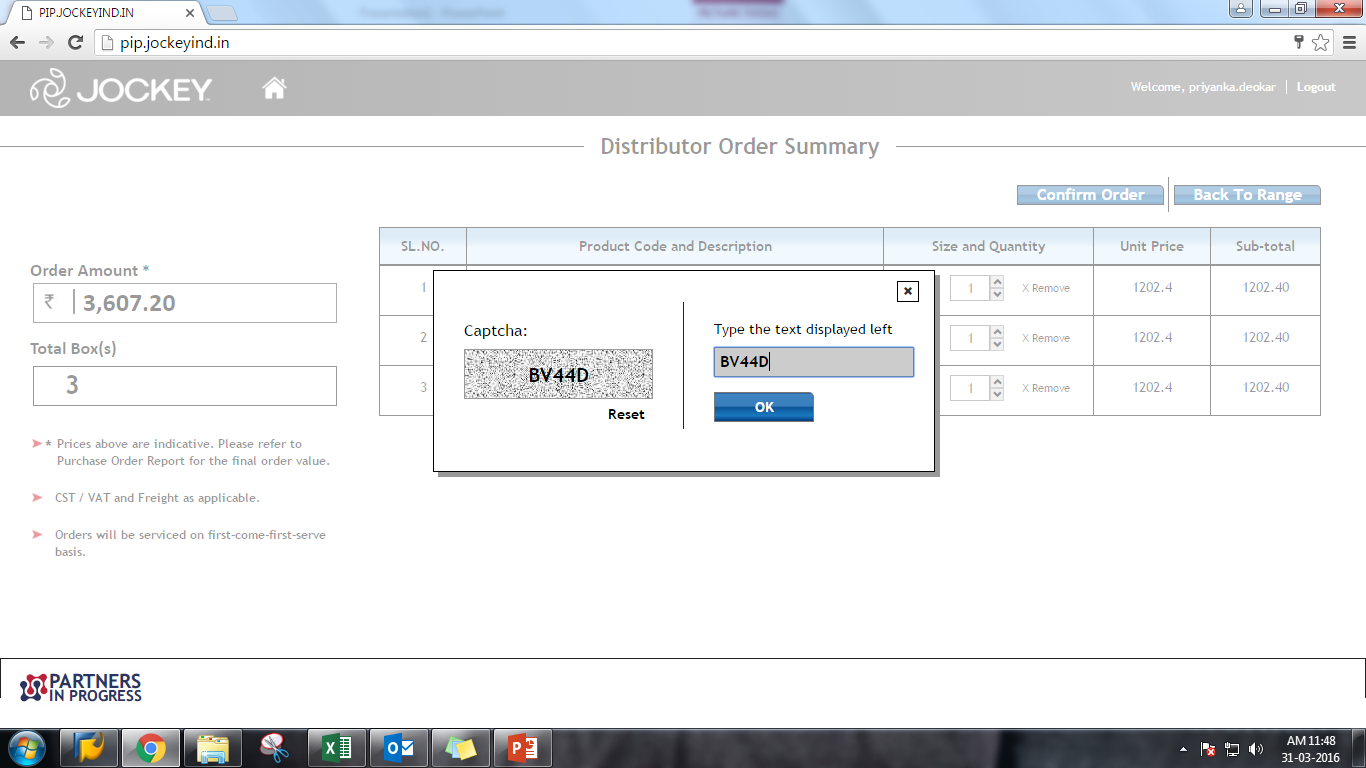 PIP.JOCKEYIND.IN
pip.jockeyind.in
JOCKEY
Welcome, priyanka.deokar | Logout
Distributor Order Summary
Confirm Order
Back To Range
SL.NO. Product Code and Description Size and Quantity Unit Price Sub-total
Order Amount *
₹ 3,607.20
Total Box(s)
3
1 1 X Remove 1202.4 1202.40
2 1 X Remove 1202.4 1202.40
3 1 X Remove 1202.4 1202.40
Captcha:
BV44D
Reset
Type the text displayed left
BV44D
OK
* Prices above are indicative. Please refer to
Purchase Order Report for the final order value.
CST / VAT and Freight as applicable.
Orders will be serviced on first-come-first-serve
basis.
PARTNERS
IN PROGRESS
AM 11:48
31-03-2016